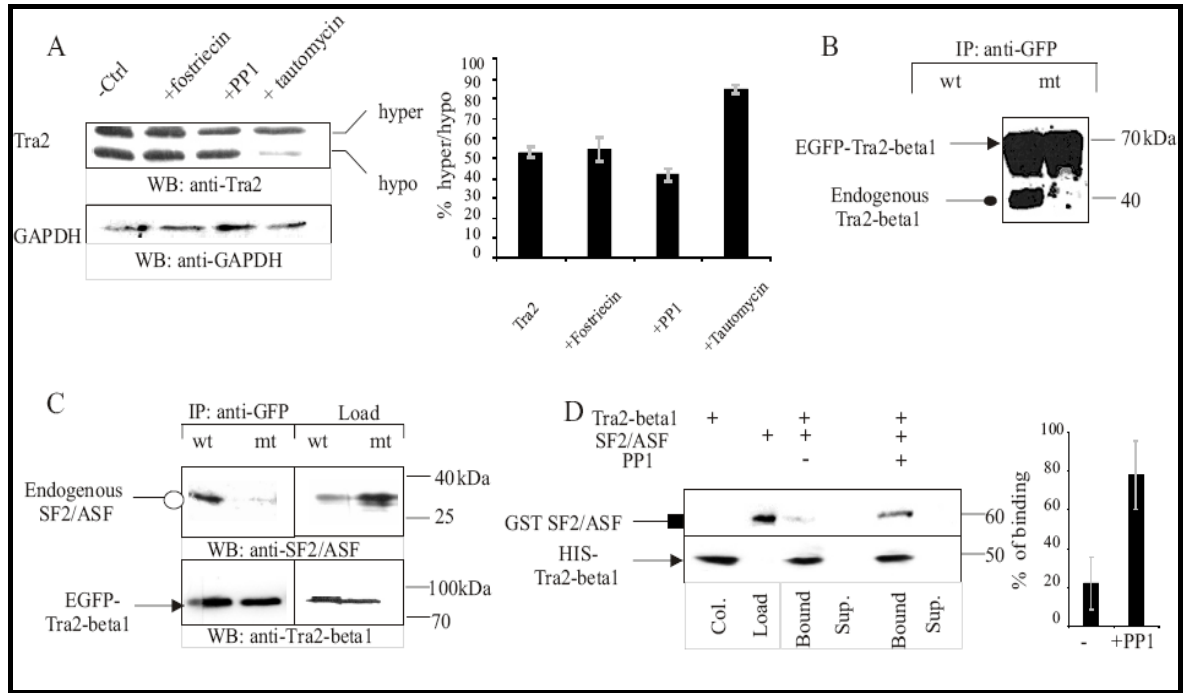 A
-Ctrl
+fostriecin
+PP1
+ tautomycin
Tra2
hyper
hypo
WB: anti-Tra2
GAPDH
WB: anti-GAPDH
% hyper/hypo
100
90
80
70
60
50
40
30
20
10
0
Tra2
+Fostriecin
+PP1
+Tautomycin
B
IP: anti-GFP
wt mt
EGFP-Tra2-beta1
70kDa
Endogenous
Tra2-beta1
40
C
IP: anti-GFP Load
wt mt wt mt
Endogenous
SF2/ASF
40kDa
25
WB: anti-SF2/ASF
EGFP-
Tra2-beta1
100kDa
70
WB: anti-Tra2-beta1
D
Tra2-beta1 + + +
SF2/ASF + + +
PP1 - +
GST SF2/ASF
60
HIS-
Tra2-beta1
50
Col.
Load
Bound
Sup.
Bound
Sup.
% of binding
100
80
60
40
20
0
- +PP1